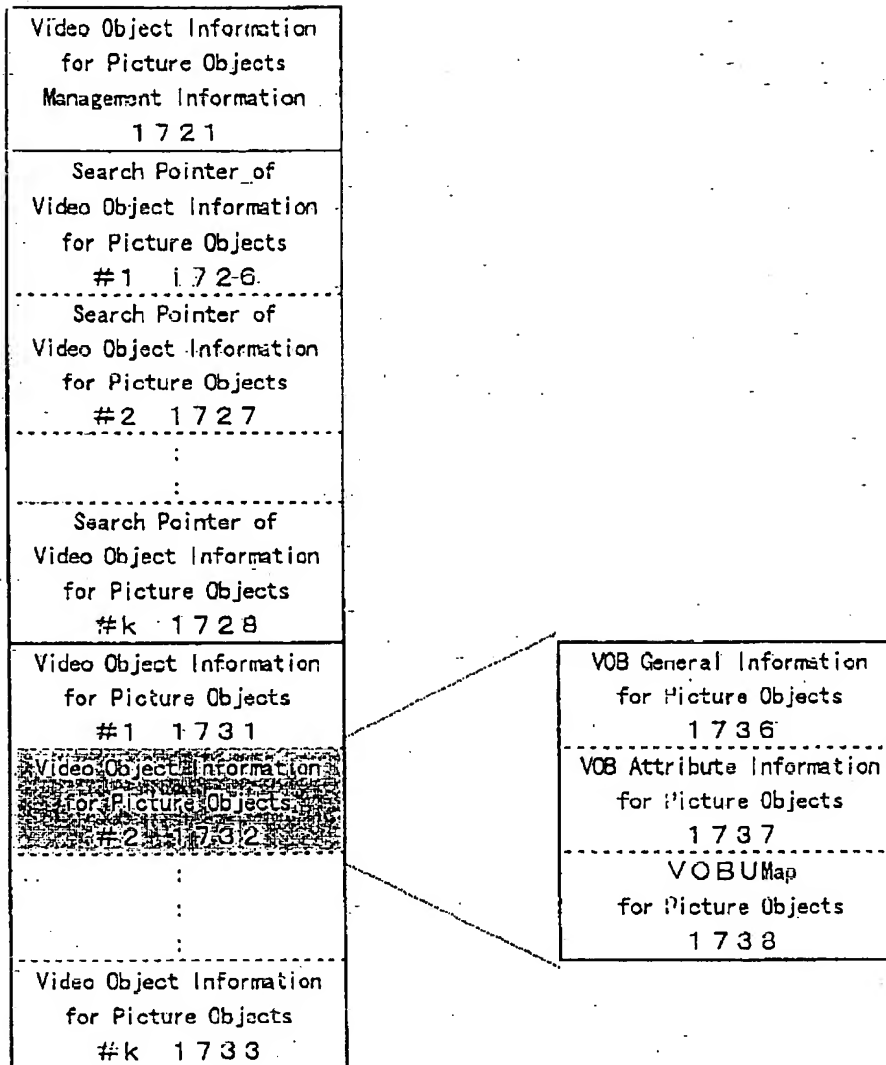 Video Object Information
for Picture Objects
Management Information
1721
Search Pointer of
Video Object Information
for Picture Objects
#1 1726
Search Pointer of
Video Object Information
for Picture Objects
#2 1727
:
:
Search Pointer of
Video Object Information
for Picture Objects
#k 1728
Video Object Information
for Picture Objects
#1 1731
Video Object Information
for Picture Objects
#2 1732
:
:
:
Video Object Information
for Picture Objects
#k 1733
VOB General Information
for Picture Objects
1736
VOB Attribute Information
for Picture Objects
1737
VOBUMap
for Picture Objects
1738